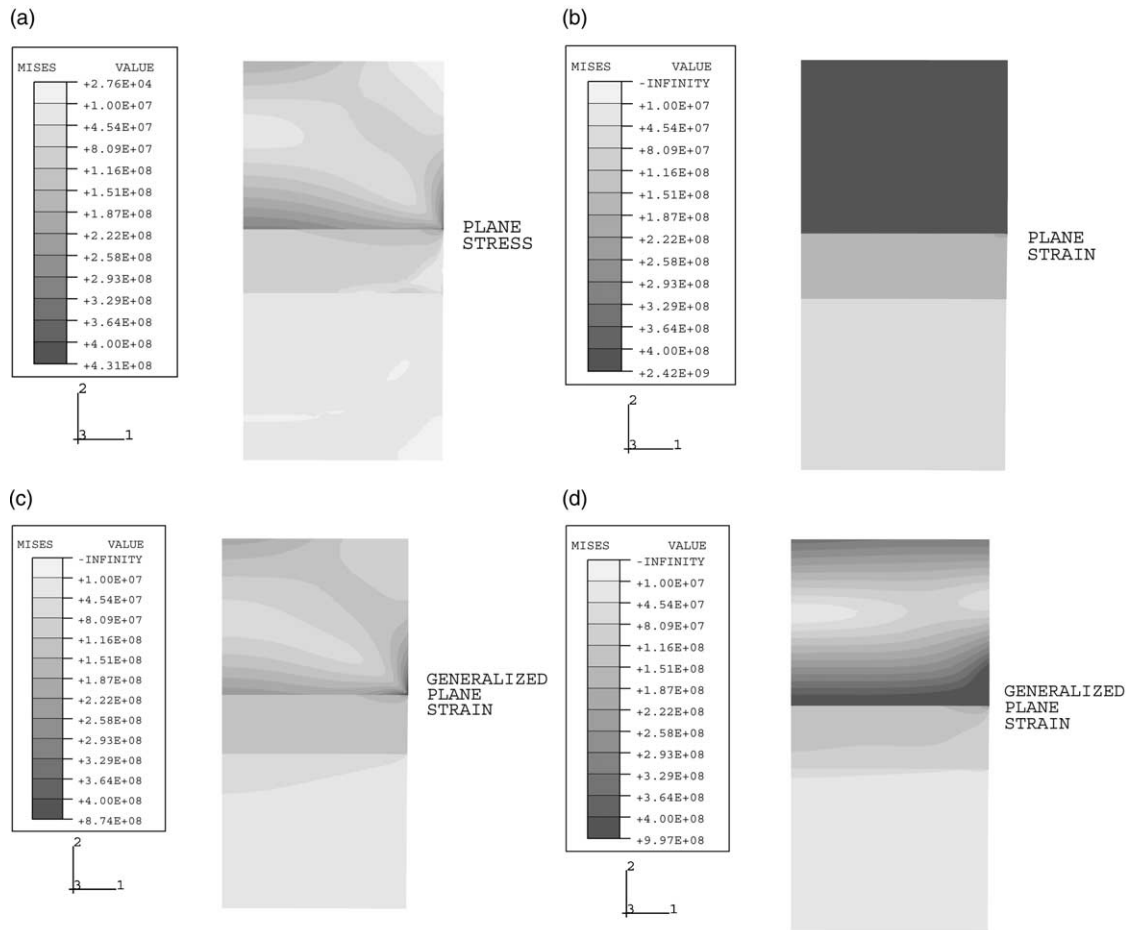 (a)
MISES VALUE
+2.76E+04
+1.00E+07
+4.54E+07
+8.09E+07
+1.16E+08
+1.51E+08
+1.87E+08
+2.22E+08
+2.58E+08
+2.93E+08
+3.29E+08
+3.64E+08
+4.00E+08
+4.31E+08
2
3 1
PLANE
STRESS
(b)
MISES VALUE
-INFINITY
+1.00E+07
+4.54E+07
+8.09E+07
+1.16E+08
+1.51E+08
+1.87E+08
+2.22E+08
+2.58E+08
+2.93E+08
+3.29E+08
+3.64E+08
+4.00E+08
+2.42E+09
2
3 1
PLANE
STRAIN
(c)
MISES VALUE
-INFINITY
+1.00E+07
+4.54E+07
+8.09E+07
+1.16E+08
+1.51E+08
+1.87E+08
+2.22E+08
+2.58E+08
+2.93E+08
+3.29E+08
+3.64E+08
+4.00E+08
+8.74E+08
2
3 1
GENERALIZED
PLANE
STRAIN
(d)
MISES VALUE
-INFINITY
+1.00E+07
+4.54E+07
+8.09E+07
+1.16E+08
+1.51E+08
+1.87E+08
+2.22E+08
+2.58E+08
+2.93E+08
+3.29E+08
+3.64E+08
+4.00E+08
+9.97E+08
2
3 1
GENERALIZED
PLANE
STRAIN